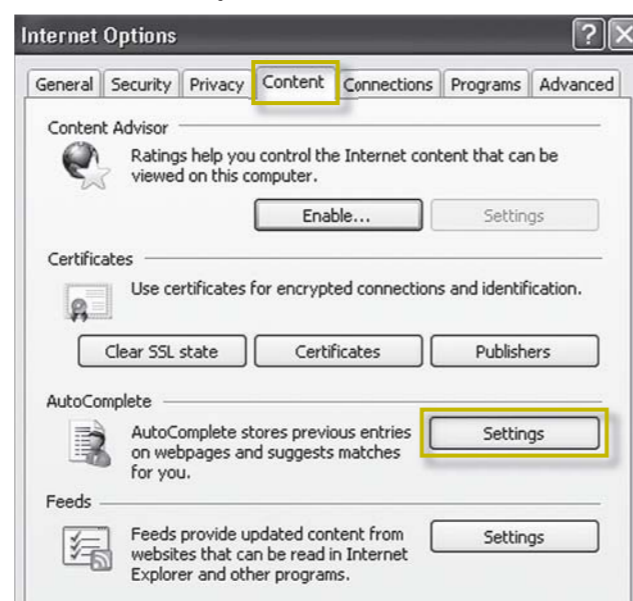 Internet Options
General Security Privacy Content Connections Programs Advanced
Content Advisor
Ratings help you control the Internet content that can be
viewed on this computer.
Enable... Settings
Certificates
Use certificates for encrypted connections and identification.
Clear SSL state Certificates Publishers
AutoComplete
AutoComplete stores previous entries Settings
on webpages and suggests matches
for you.
Feeds
Feeds provide updated content from Settings
websites that can be read in Internet
Explorer and other programs.